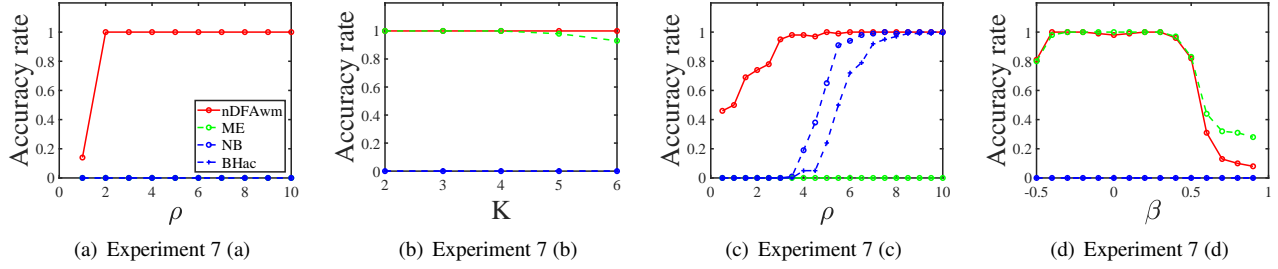 Accuracy rate
1
0.8
0.6
0.4
0.2
0
nDFAwm
ME
NB
BHac
0 2 4 6 8 10
ρ
(a) Experiment 7 (a)
Accuracy rate
1
0.8
0.6
0.4
0.2
0
2 3 4 5 6
K
(b) Experiment 7 (b)
Accuracy rate
1
0.8
0.6
0.4
0.2
0
0 2 4 6 8 10
ρ
(c) Experiment 7 (c)
Accuracy rate
1
0.8
0.6
0.4
0.2
0
-0.5 0 0.5 1
β
(d) Experiment 7 (d)